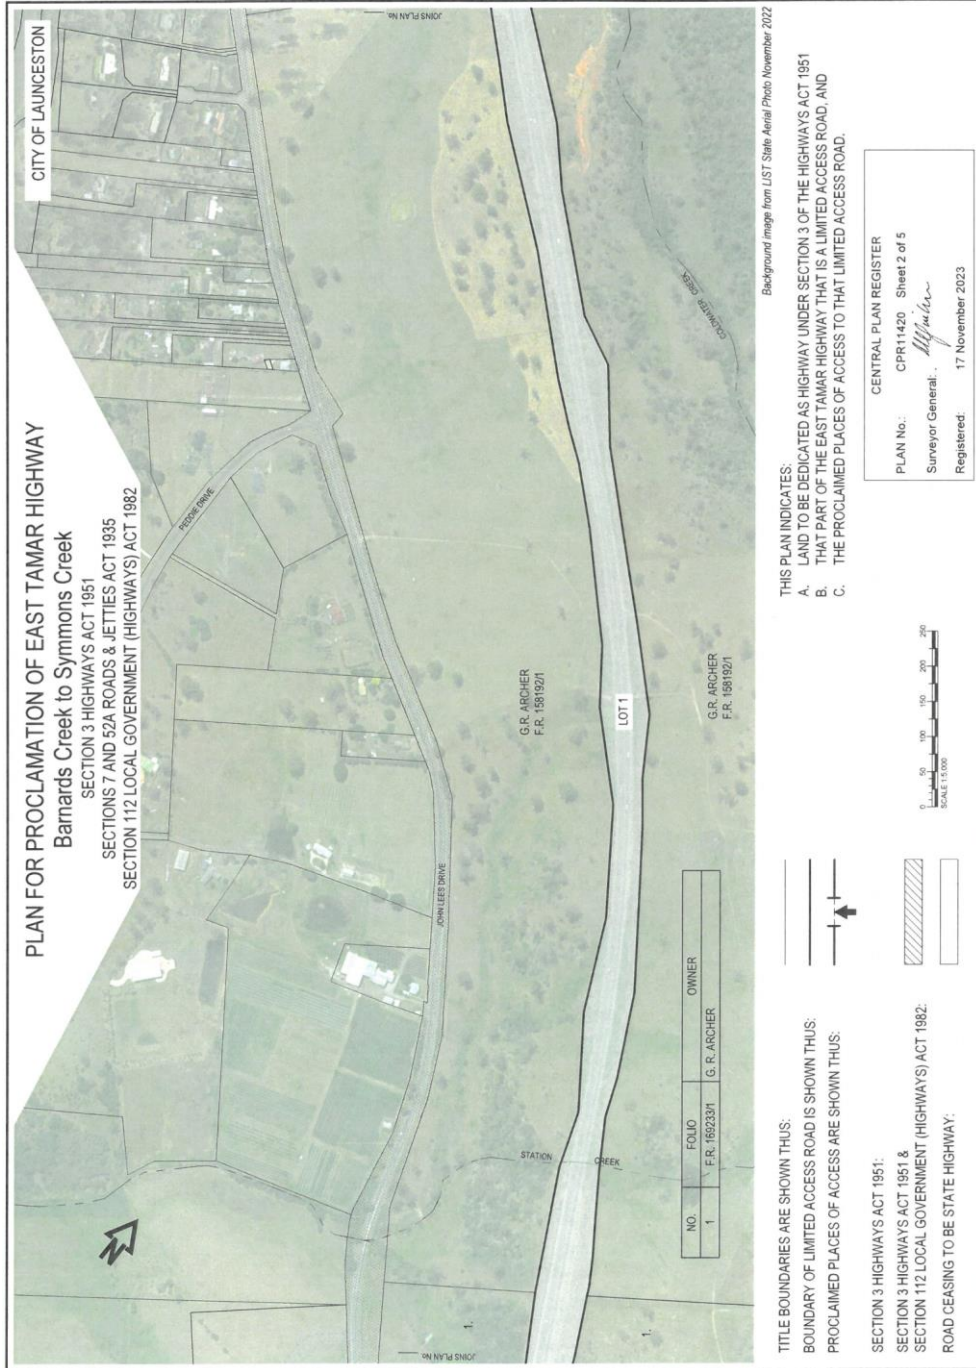 PLAN FOR PROCLAMATION OF EAST TAMAR HIGHWAY
Barnards Creek to Symmons Creek
SECTION 3 HIGHWAYS ACT 1951
SECTIONS 7 AND 52A ROADS & JETTIES ACT 1935
SECTION 112 LOCAL GOVERNMENT (HIGHWAYS) ACT 1982
CITY OF LAUNCESTON
PEDDIE DRIVE
JOHN LEES DRIVE
JOINS PLAN No.
JOINS PLAN No.
G.R. ARCHER
F.R. 158192/1
LOT 1
G.R. ARCHER
F.R. 158192/1
STATION CREEK
COLDWATER CREEK
1.
1.
NO. FOLIO OWNER
1 F.R. 169233/1 G. R. ARCHER
Background image from LIST State Aerial Photo November 2022
TITLE BOUNDARIES ARE SHOWN THUS:
BOUNDARY OF LIMITED ACCESS ROAD IS SHOWN THUS:
PROCLAIMED PLACES OF ACCESS ARE SHOWN THUS:
SECTION 3 HIGHWAYS ACT 1951:
SECTION 3 HIGHWAYS ACT 1951 &
SECTION 112 LOCAL GOVERNMENT (HIGHWAYS) ACT 1982:
ROAD CEASING TO BE STATE HIGHWAY:
0 50 100 150 200 250
SCALE 1:5,000
THIS PLAN INDICATES:
A. LAND TO BE DEDICATED AS HIGHWAY UNDER SECTION 3 OF THE HIGHWAYS ACT 1951
B. THAT PART OF THE EAST TAMAR HIGHWAY THAT IS A LIMITED ACCESS ROAD, AND
C. THE PROCLAIMED PLACES OF ACCESS TO THAT LIMITED ACCESS ROAD.
CENTRAL PLAN REGISTER
PLAN No.: CPR11420 Sheet 2 of 5
Surveyor General: .
Registered: 17 November 2023